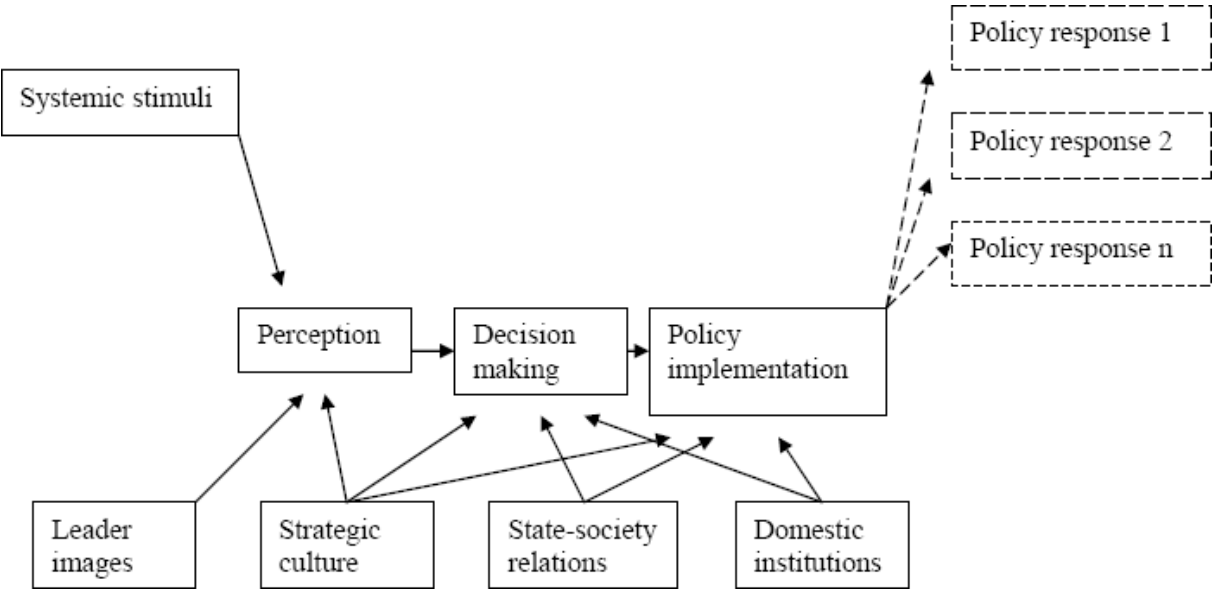 Policy response 1
Systemic stimuli
Policy response 2
Policy response n
Perception
Decision
making
Policy
implementation
Leader
images
Strategic
culture
State-society
relations
Domestic
institutions